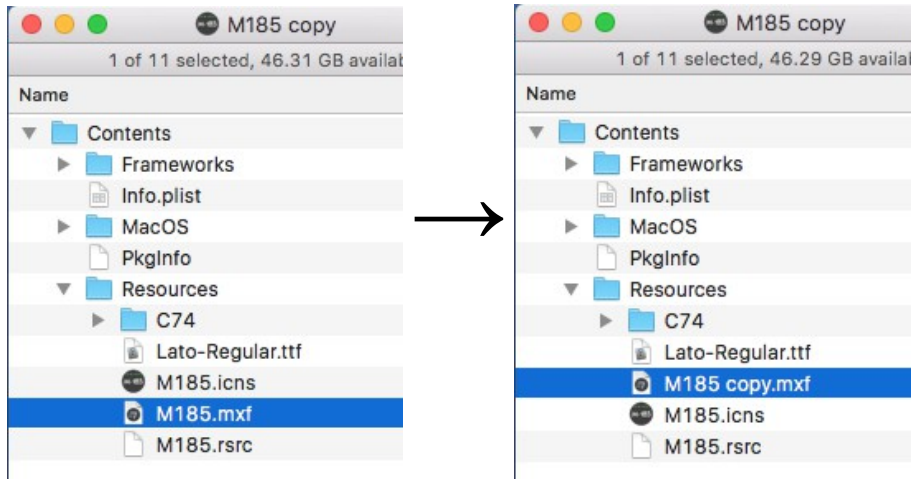 M185 copy
1 of 11 selected, 46.31 GB availa
Name
Contents
Frameworks
Info.plist
MacOS
PkgInfo
Resources
C74
Lato-Regular.ttf
M185.icns
M185.mxf
M185.rsrc
M185 copy
1 of 11 selected, 46.29 GB availa
Name
Contents
Frameworks
Info.plist
MacOS
PkgInfo
Resources
C74
Lato-Regular.ttf
M185 copy.mxf
M185.icns
M185.rsrc